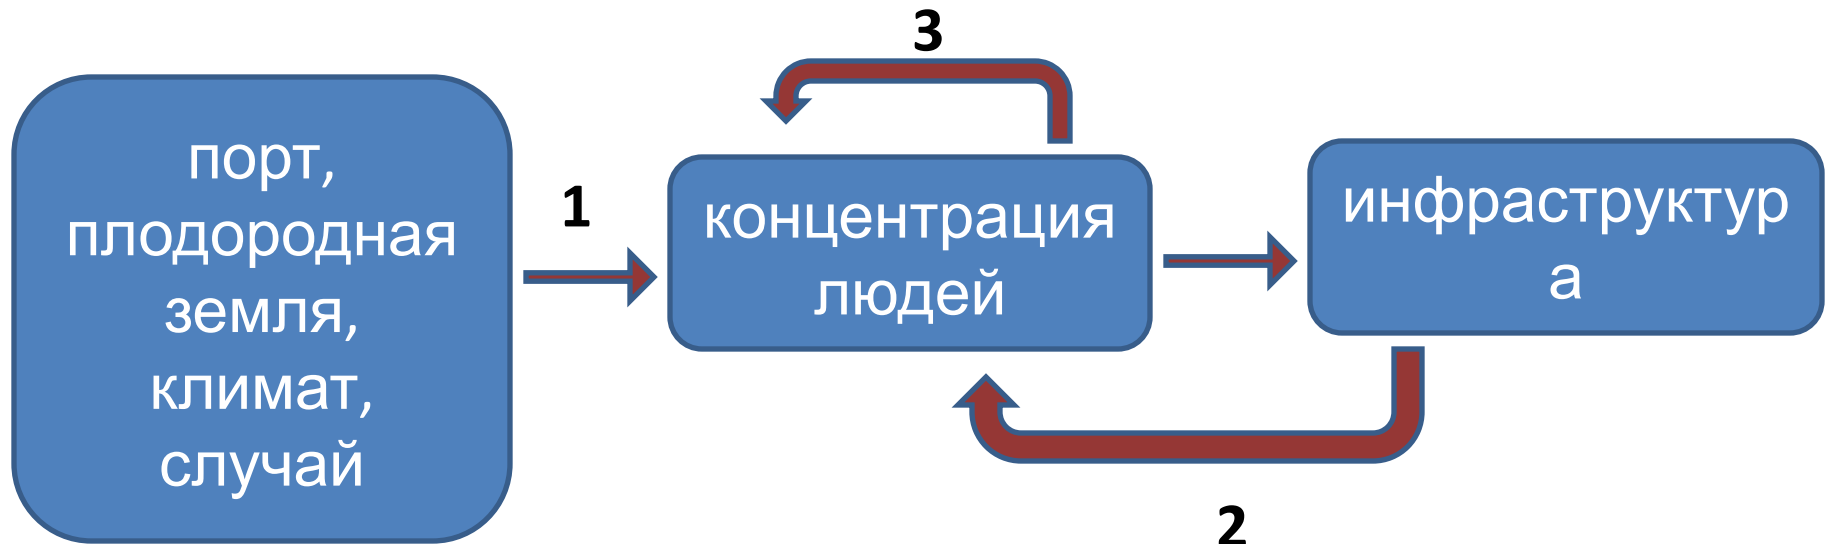 3
порт,
плодородная
земля,
климат,
случай
1
концентрация
людей
инфраструктур
а
2